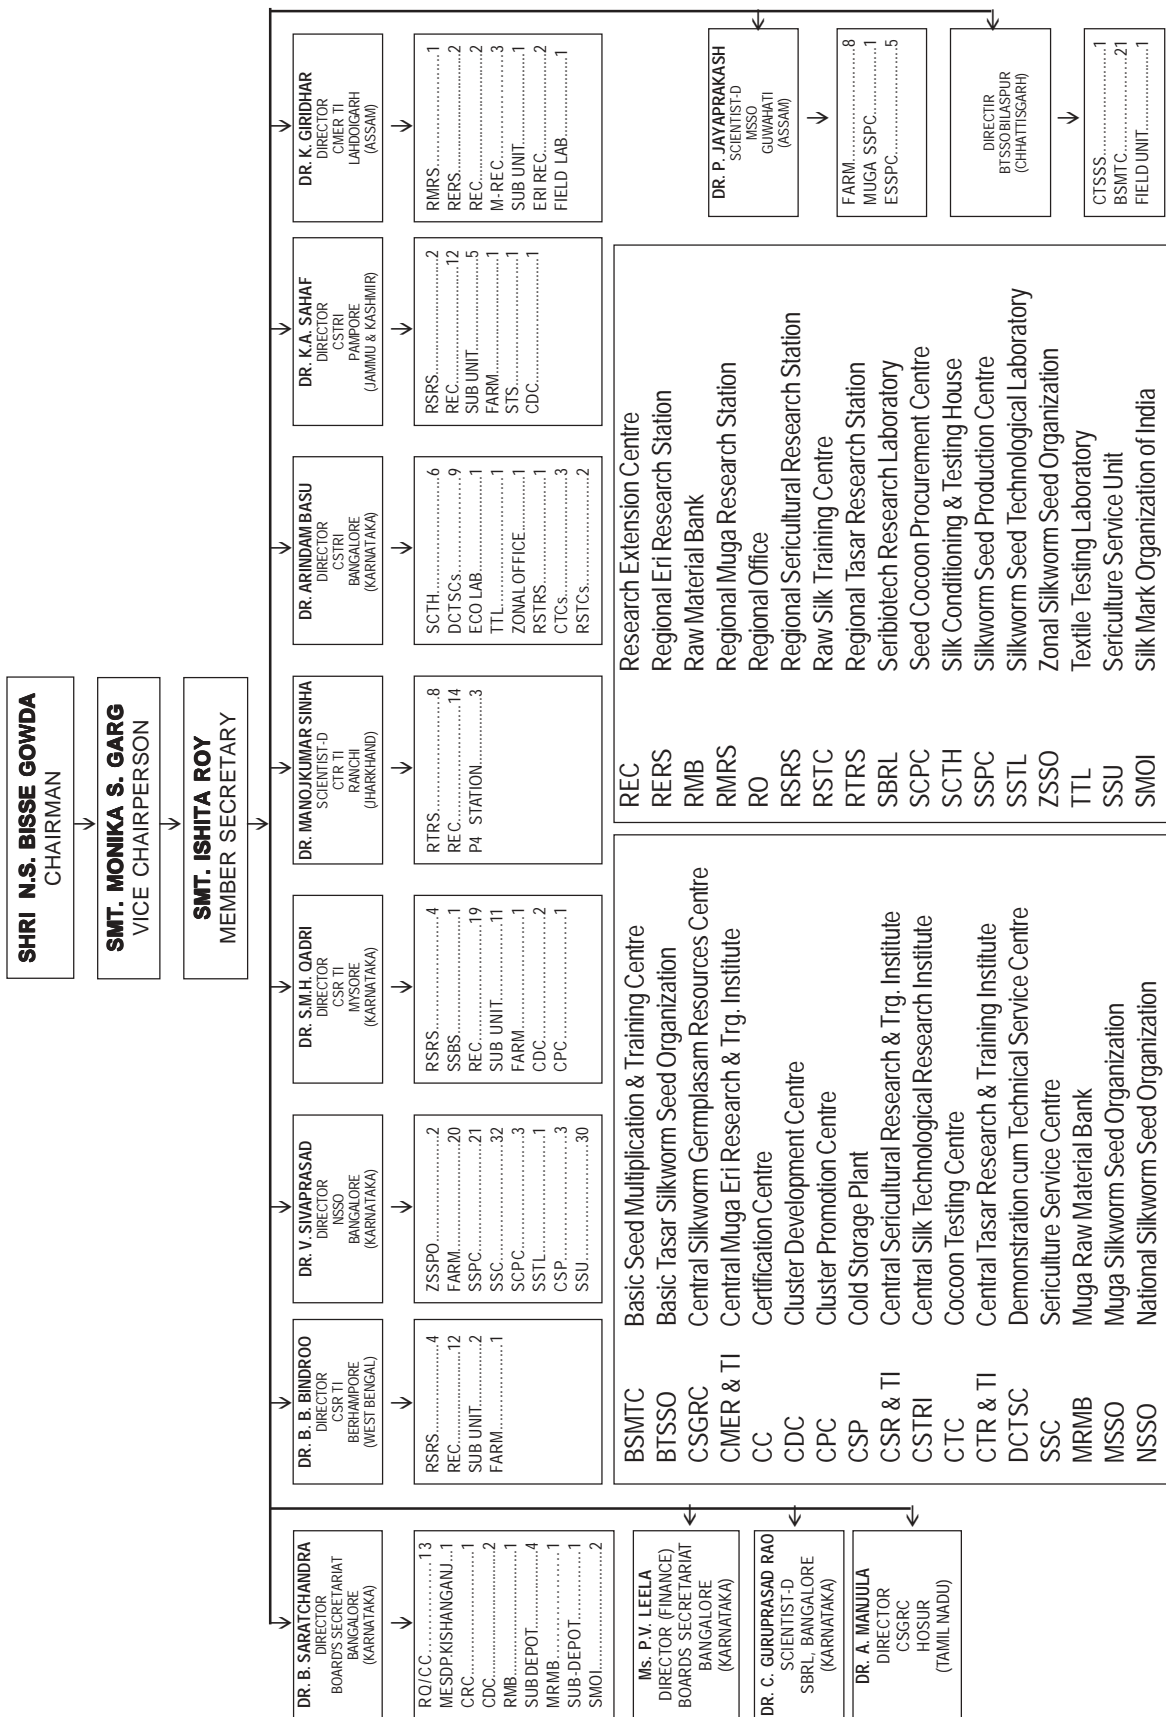 SHRI N.S. BISSE GOWDA
CHAIRMAN
SMT. MONIKA S. GARG
VICE CHAIRPERSON
SMT. ISHITA ROY
MEMBER SECRETARY
DR. B. SARATCHANDRA
DIRECTOR
BOARD'S SECRETARIAT
BANGALORE
(KARNATAKA)
RO/CC..............13
MESDP.KISHANGANJ...1
CRC....................1
CDC....................2
RMB....................1
SUB DEPOT..........4
MRMB................1
SUB-DEPOT..........1
SMOI..................2
Ms. P.V. LEELA
DIRECTOR (FINANCE)
BOARDS SECRETARIAT
BANGALORE
(KARNATAKA)
DR. C. GURUPRASAD RAO
SCIENTIST-D
SBRL, BANGALORE
(KARNATAKA)
DR. A. MANJULA
DIRECTOR
CSGRC
HOSUR
(TAMIL NADU)
DR. B. B. BINDROO
DIRECTOR
CSR TI
BERHAMPORE
(WEST BENGAL)
RSRS................4
REC................12
SUB UNIT...........2
FARM................1
DR. V. SIVAPRASAD
DIRECTOR
NSSO
BANGALORE
(KARNATAKA)
ZSSPO..............2
FARM..............20
SSPC..............21
SSC................32
SCPC................3
SSTL................1
CSP.................3
SSU................30
DR. S.M.H. QADRI
DIRECTOR
CSR TI
MYSORE
(KARNATAKA)
RSRS................4
SSBS................1
REC................19
SUB UNIT..........11
FARM................1
CDC.................2
CPC.................1
DR. MANOJKUMAR SINHA
SCIENTIST-D
CTR TI
RANCHI
(JHARKHAND)
RTRS................8
REC................14
P4 STATION........3
DR. ARINDAM BASU
DIRECTOR
CSTRI
BANGALORE
(KARNATAKA)
SCTH................6
DCTSCs.............9
ECO LAB............1
TTL.................1
ZONAL OFFICE.....1
RSTRS..............1
CTCs................3
RSTCs...............2
DR. K.A. SAHAF
DIRECTOR
CSTRI
PAMPORE
(JAMMU & KASHMIR)
RSRS................2
REC................12
SUB UNIT...........5
FARM................1
STS.................1
CDC.................1
DR. K. GIRIDHAR
DIRECTOR
CMER TI
LAHDOIGARH
(ASSAM)
RMRS...............1
RERS................2
REC.................2
M-REC..............3
SUB UNIT...........1
ERI REC............2
FIELD LAB..........1
DR. P. JAYAPRAKASH
SCIENTIST-D
MSSO
GUWAHATI
(ASSAM)
FARM................8
MUGA SSPC.........1
ESSPC...............5
DIRECTIR
BTSSOBILASPUR
(CHHATTISGARH)
CTSSS...............1
BSMTC.............21
FIELD UNIT.........1
BSMTC Basic Seed Multiplication & Training Centre
BTSSO Basic Tasar Silkworm Seed Organization
CSGRC Central Silkworm Germplasam Resources Centre
CMER & TI Central Muga Eri Research & Trg. Institute
CC Certification Centre
CDC Cluster Development Centre
CPC Cluster Promotion Centre
CSP Cold Storage Plant
CSR & TI Central Sericultural Research & Trg. Institute
CSTRI Central Silk Technological Research Institute
CTC Cocoon Testing Centre
CTR & TI Central Tasar Research & Training Institute
DCTSC Demonstration cum Technical Service Centre
SSC Sericulture Service Centre
MRMB Muga Raw Material Bank
MSSO Muga Silkworm Seed Organization
NSSO National Silkworm Seed Organization
REC Research Extension Centre
RERS Regional Eri Research Station
RMB Raw Material Bank
RMRS Regional Muga Research Station
RO Regional Office
RSRS Regional Sericultural Research Station
RSTC Raw Silk Training Centre
RTRS Regional Tasar Research Station
SBRL Seribiotech Research Laboratory
SCPC Seed Cocoon Procurement Centre
SCTH Silk Conditioning & Testing House
SSPC Silkworm Seed Production Centre
SSTL Silkworm Seed Technological Laboratory
ZSSO Zonal Silkworm Seed Organization
TTL Textile Testing Laboratory
SSU Sericulture Service Unit
SMOI Silk Mark Organization of India